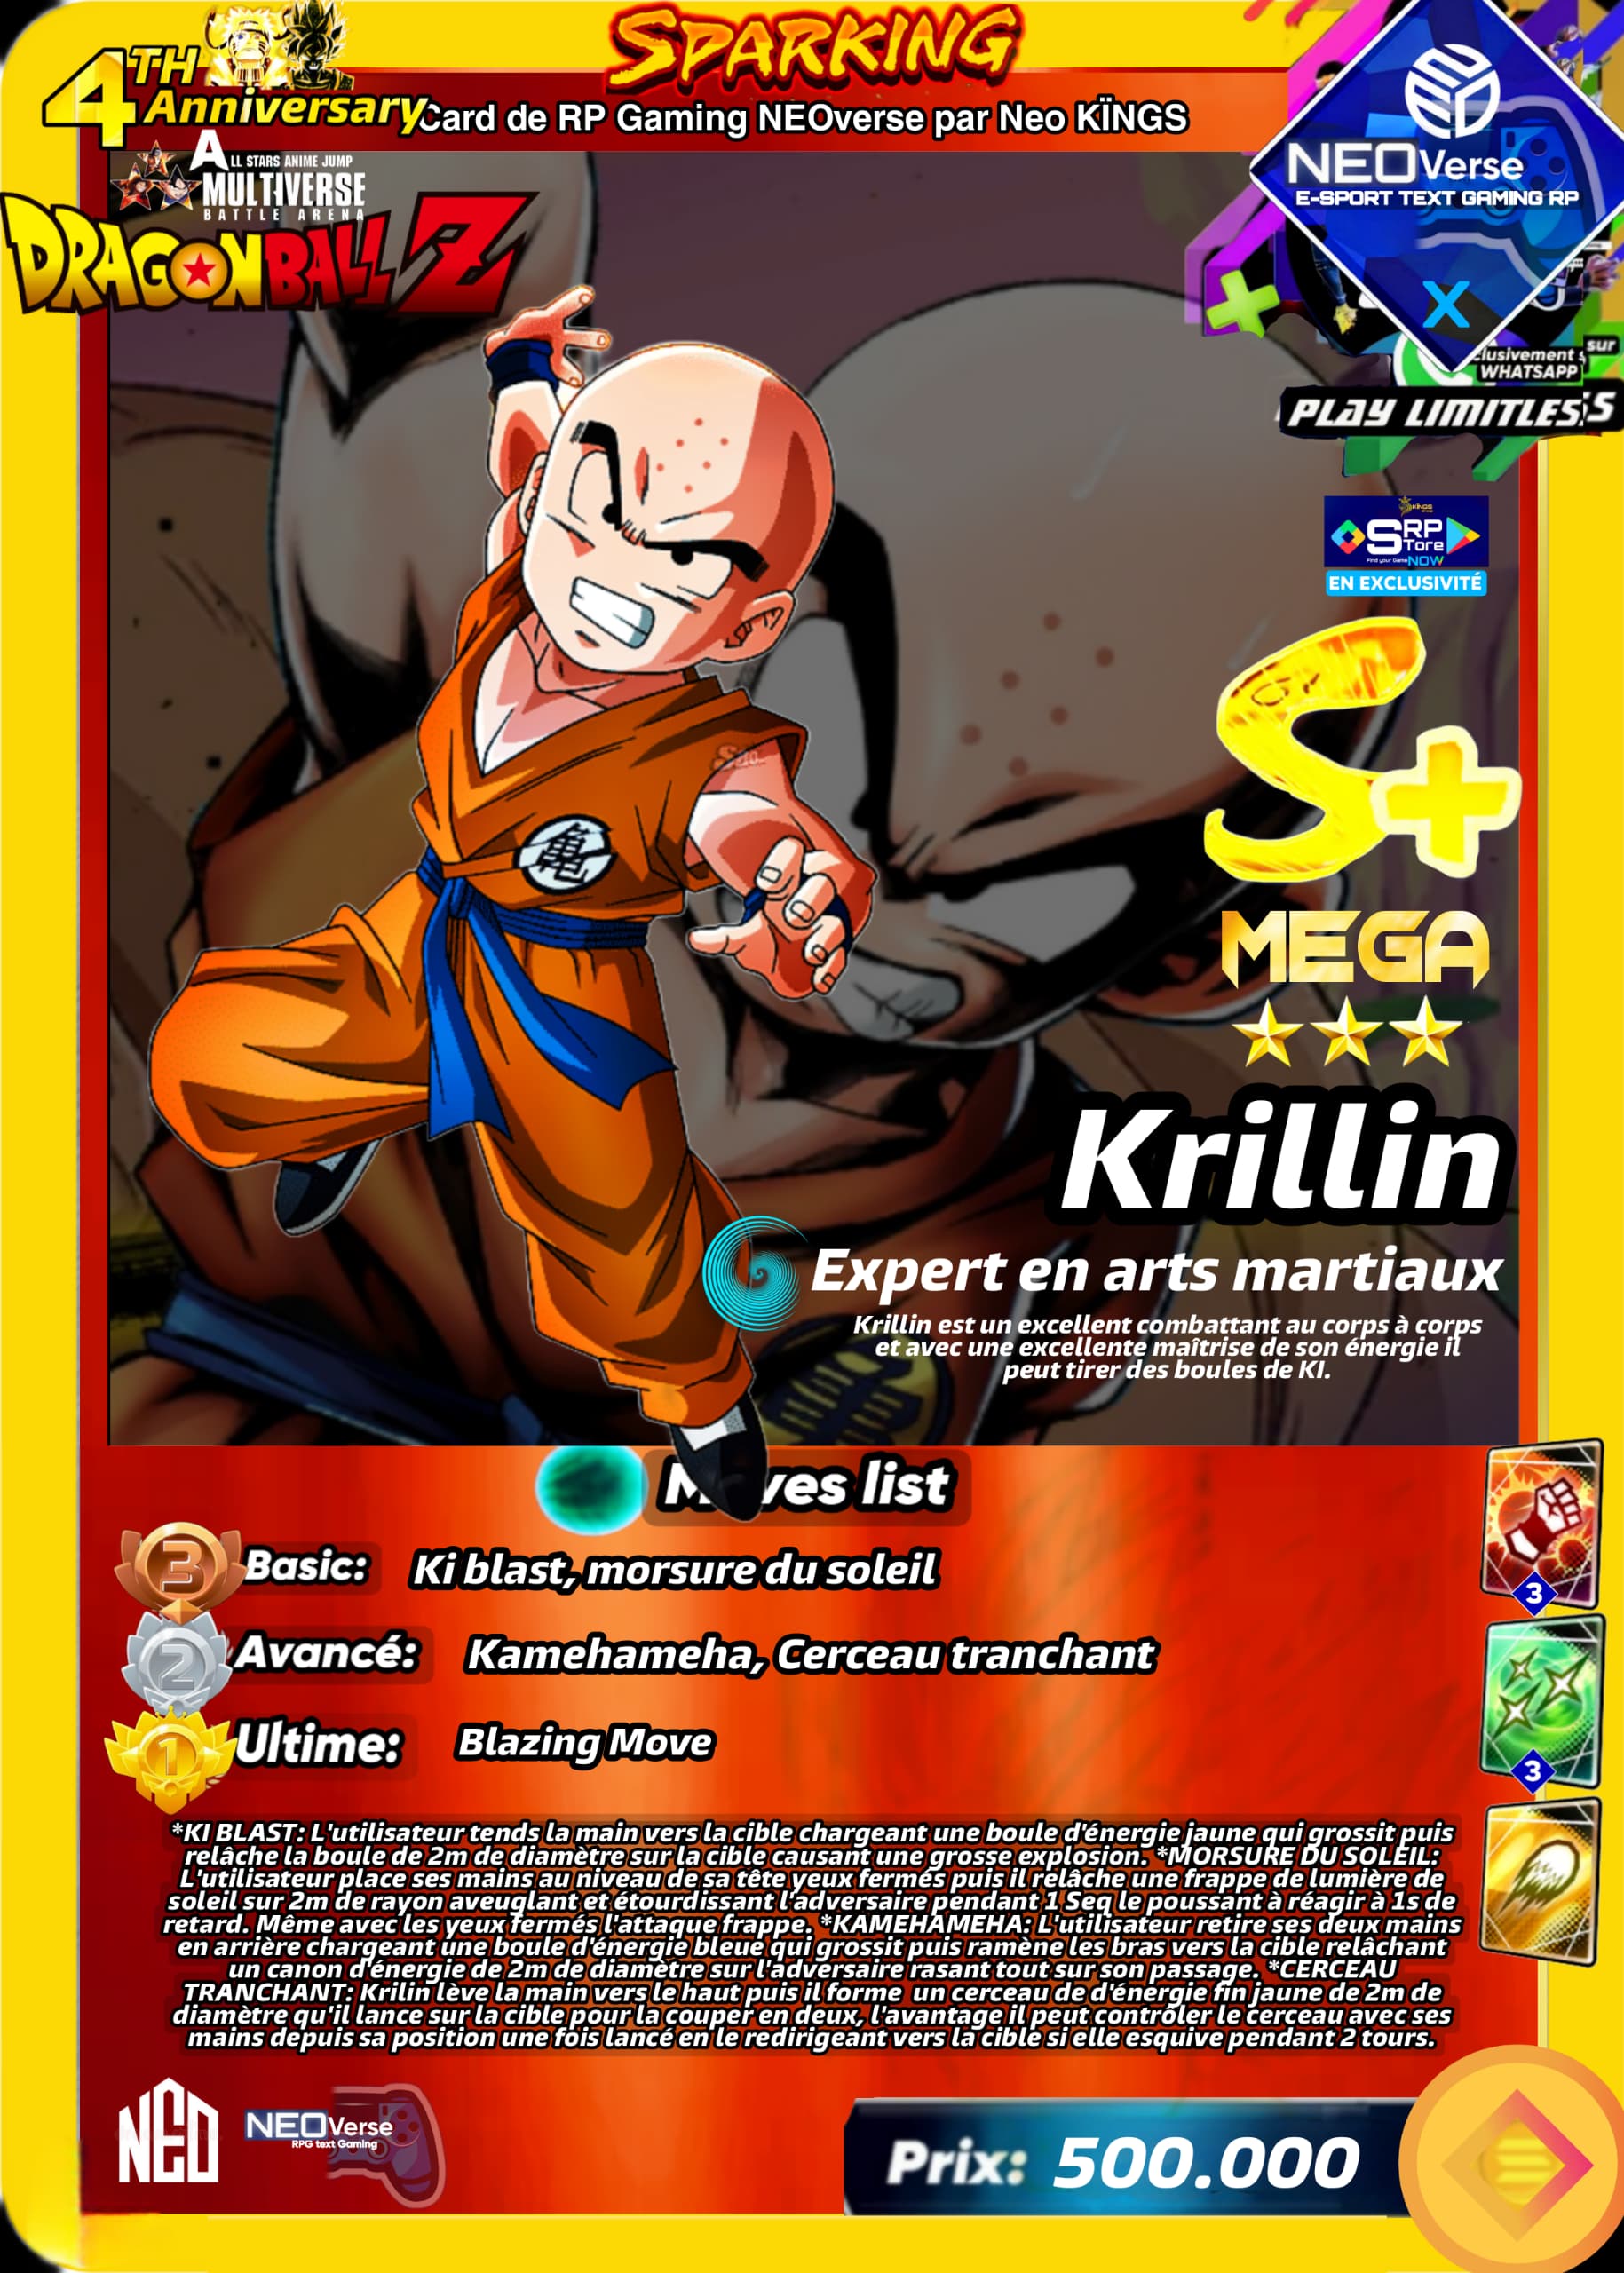 4TH
Anniversary
SPARKING
Card de RP Gaming NEOverse par Neo KÏNGS
ALL STARS ANIME JUMP
MULTIVERSE
BATTLE ARENA
DRAGONBALL Z
NEOVerse
E-SPORT TEXT GAMING RP
X
sur
WHATSAPP
PLAY LIMITLESS
KiNGS
SRP
Tore
NOW
EN EXCLUSIVITÉ
S+
MEGA
亀
Krillin
Expert en arts martiaux
Krillin est un excellent combattant au corps à corps
et avec une excellente maîtrise de son énergie il
peut tirer des boules de KI.
list
3 Basic: Ki blast, morsure du soleil
2 Avancé: Kamehameha, Cerceau tranchant
1 Ultime: Blazing Move
3
3
*KI BLAST: L'utilisateur tends la main vers la cible chargeant une boule d'énergie jaune qui grossit puis
relâche la boule de 2m de diamètre sur la cible causant une grosse explosion. *MORSURE DU SOLEIL:
L'utilisateur place ses mains au niveau de sa tête yeux fermés puis il relâche une frappe de lumière de
soleil sur 2m de rayon aveuglant et étourdissant l'adversaire pendant 1 Seq le poussant à réagir à 1s de
retard. Même avec les yeux fermés l'attaque frappe. *KAMEHAMEHA: L'utilisateur retire ses deux mains
en arrière chargeant une boule d'énergie bleue qui grossit puis ramène les bras vers la cible relâchant
un canon d'énergie de 2m de diamètre sur l'adversaire rasant tout sur son passage. *CERCEAU
TRANCHANT: Krilin lève la main vers le haut puis il forme un cerceau de d'énergie fin jaune de 2m de
diamètre qu'il lance sur la cible pour la couper en deux, l'avantage il peut contrôler le cerceau avec ses
mains depuis sa position une fois lancé en le redirigeant vers la cible si elle esquive pendant 2 tours.
NEO
NEOVerse
RPG text Gaming
Prix: 500.000